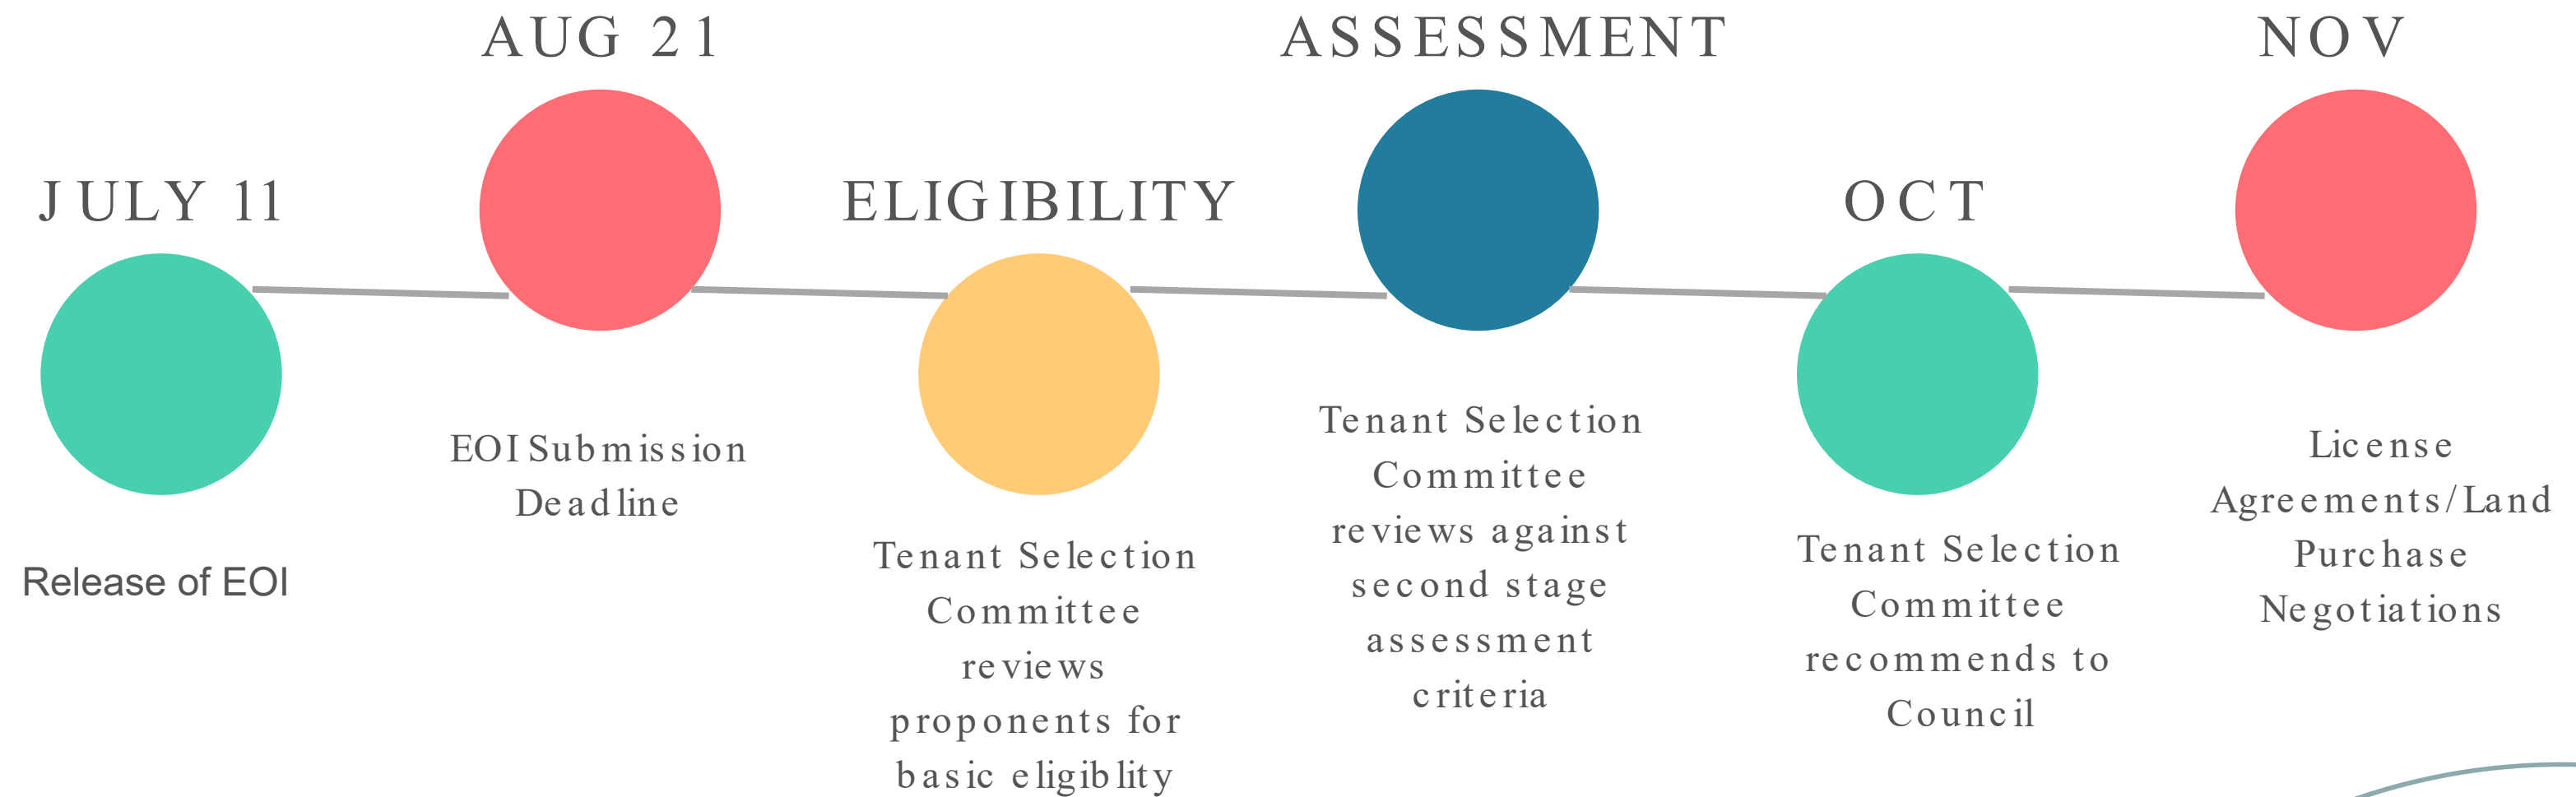 JULY 11
Release of EOI
AUG 21
EOI Submission
Deadline
ELIGIBILITY
Tenant Selection
Committee
reviews
proponents for
basic eligiblity
ASSESSMENT
Tenant Selection
Committee
reviews against
second stage
assessment
criteria
OCT
Tenant Selection
Committee
recommends to
Council
NOV
License
Agreements/Land
Purchase
Negotiations